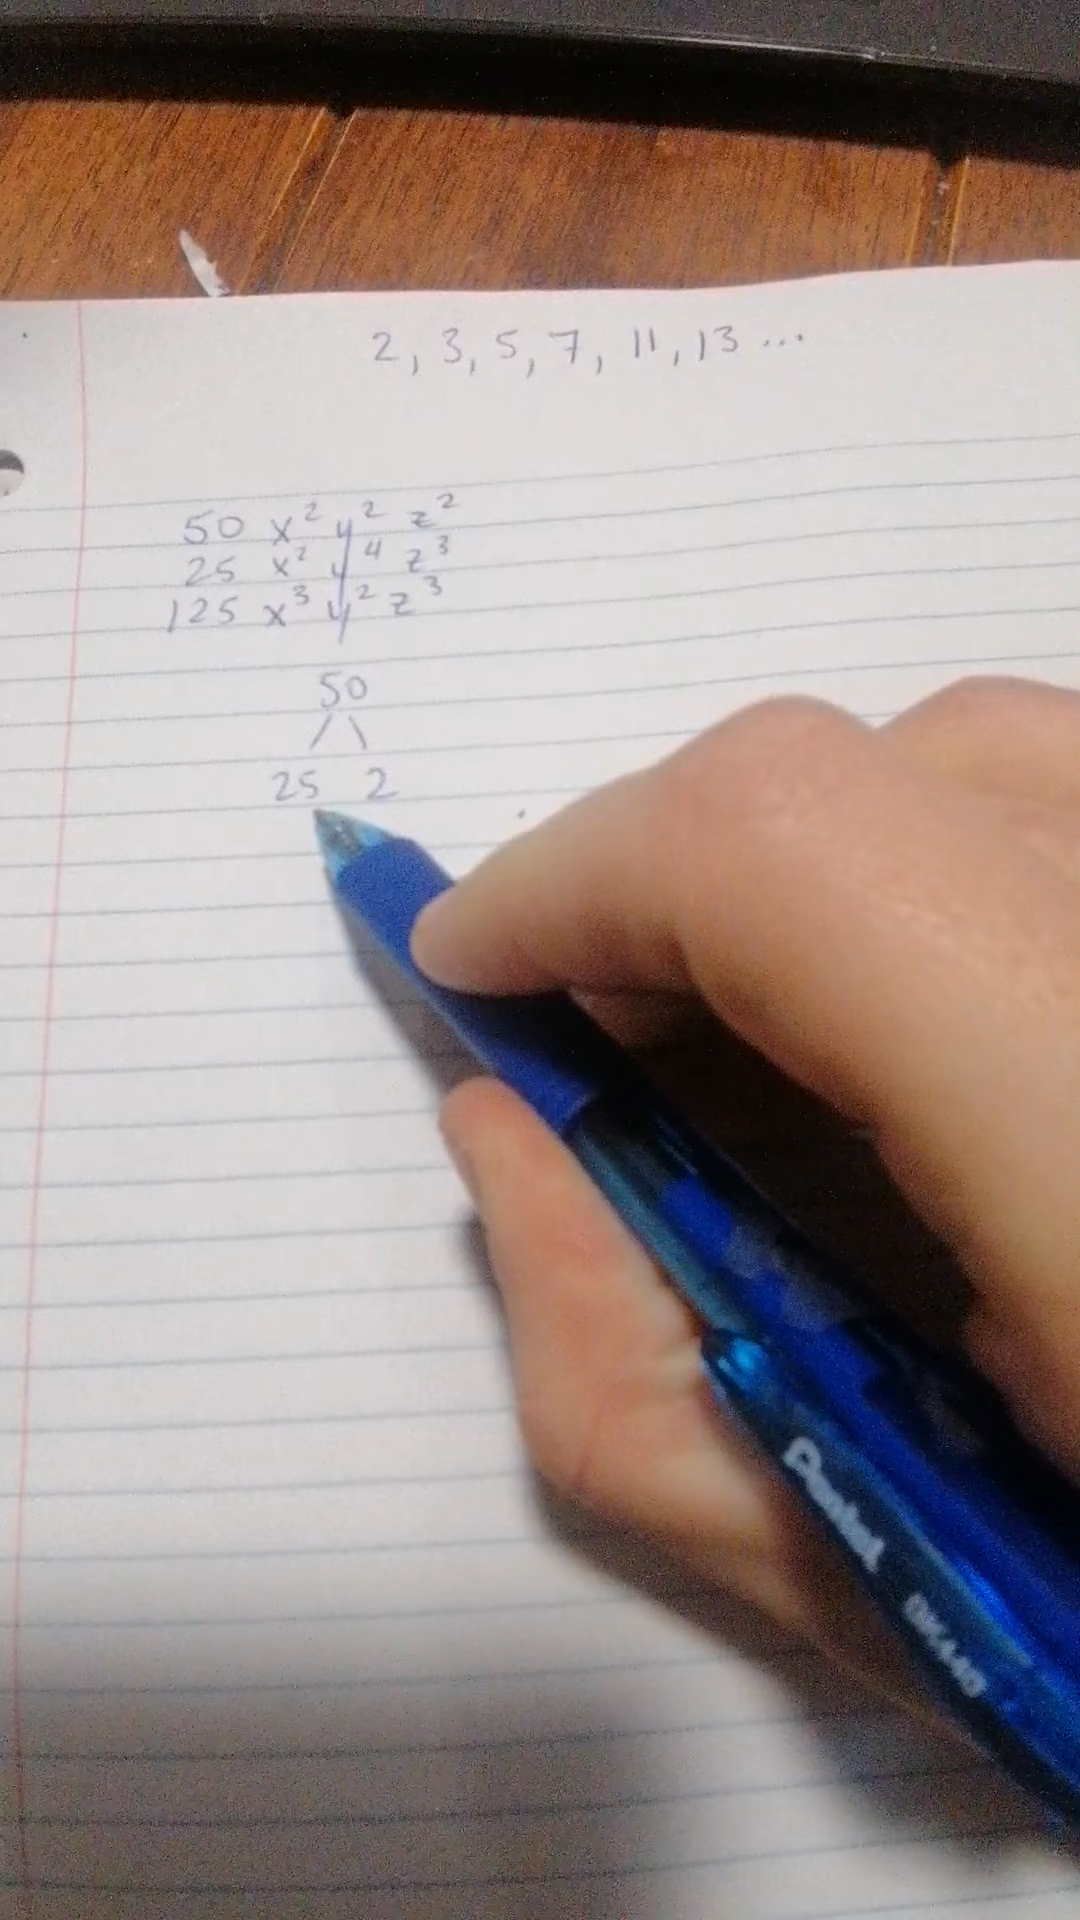 2, 3, 5, 7, 11, 13 ...
50 x² y² z²
25 x² y⁴ z³
125 x³ y² z³
50
/ \
25 2
Pentel